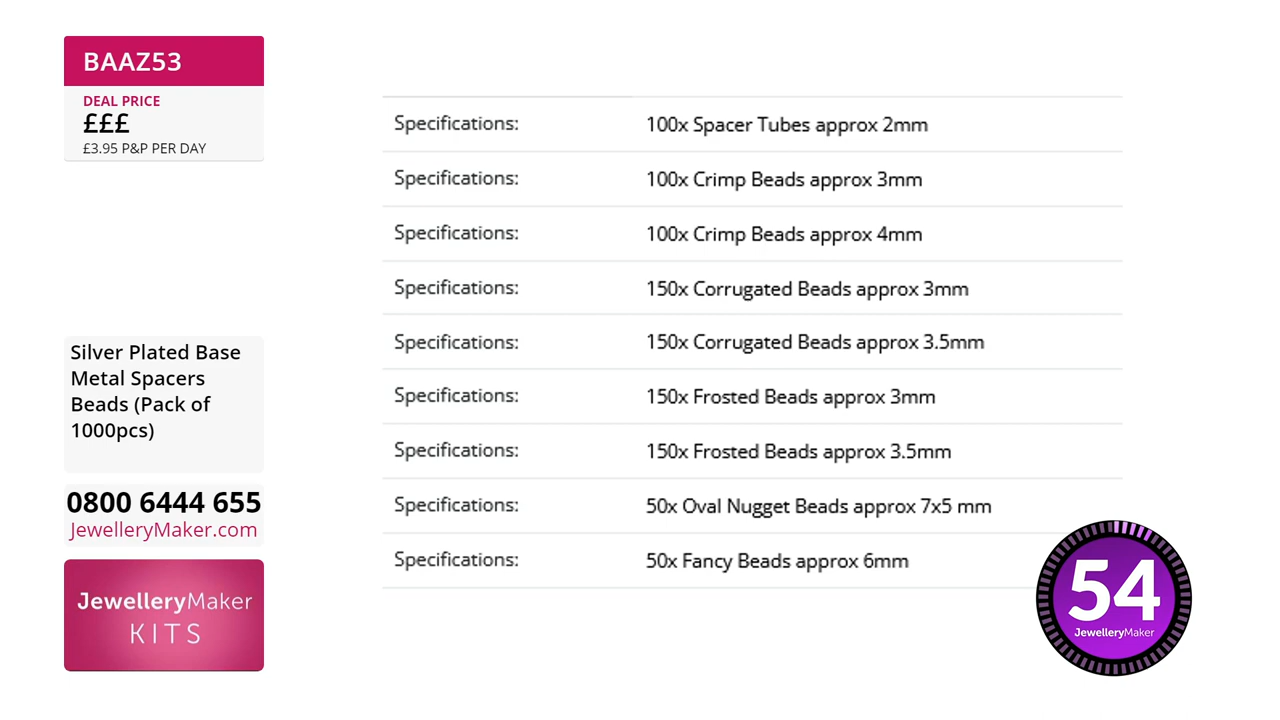 BAAZ53
DEAL PRICE
£££
£3.95 P&P PER DAY
Silver Plated Base
Metal Spacers
Beads (Pack of
1000pcs)
0800 6444 655
JewelleryMaker.com
JewelleryMaker
KITS
Specifications: 100x Spacer Tubes approx 2mm
Specifications: 100x Crimp Beads approx 3mm
Specifications: 100x Crimp Beads approx 4mm
Specifications: 150x Corrugated Beads approx 3mm
Specifications: 150x Corrugated Beads approx 3.5mm
Specifications: 150x Frosted Beads approx 3mm
Specifications: 150x Frosted Beads approx 3.5mm
Specifications: 50x Oval Nugget Beads approx 7x5 mm
Specifications: 50x Fancy Beads approx 6mm
54
JewelleryMaker